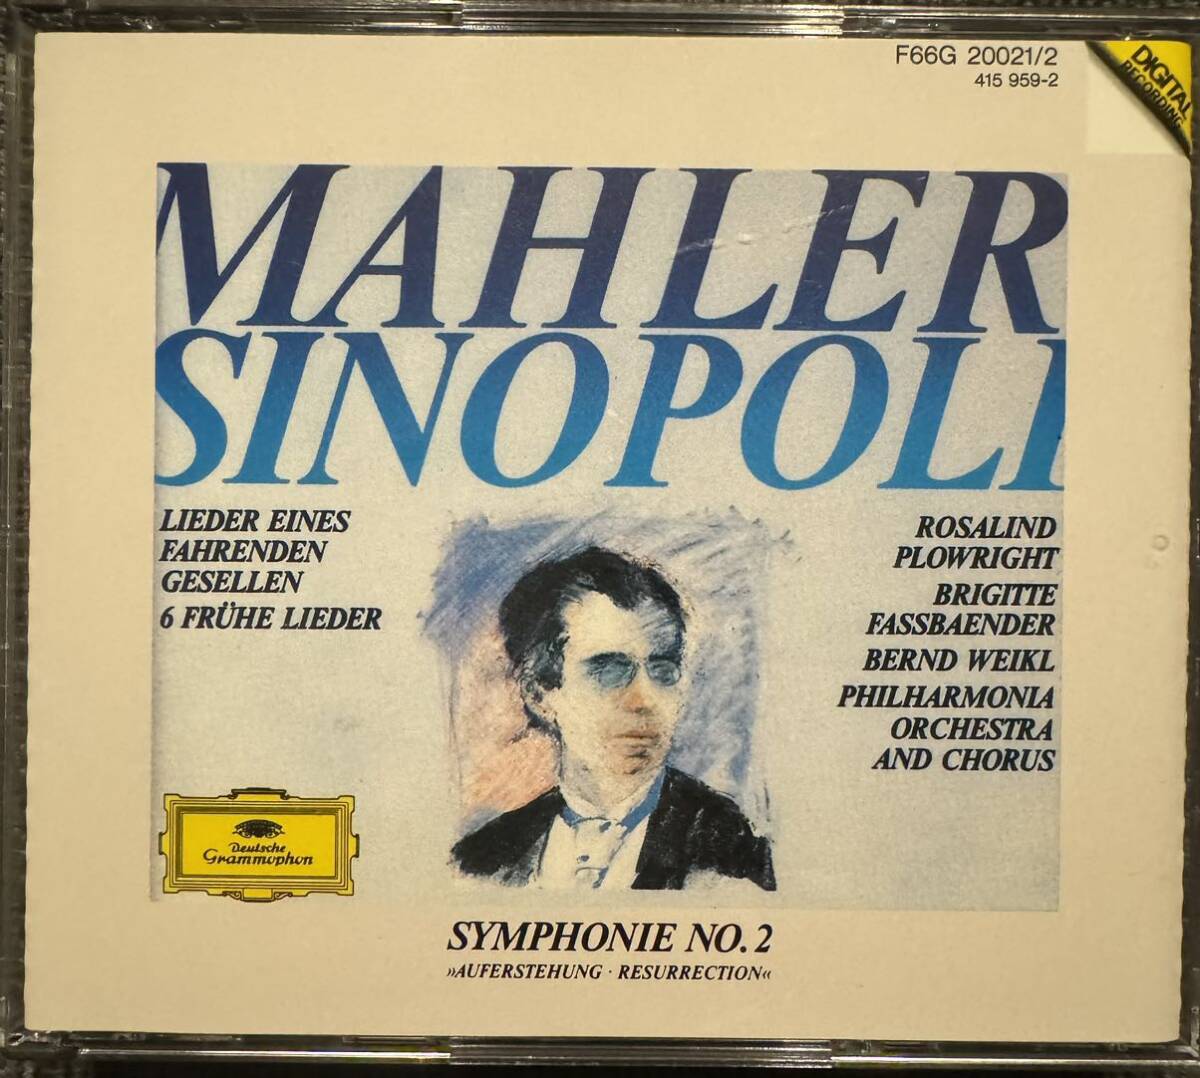 F66G 20021/2
415 959-2
DIGITAL
RECORDING
MAHLER
SINOPOLI
LIEDER EINES
FAHRENDEN
GESELLEN
6 FRÜHE LIEDER
ROSALIND
PLOWRIGHT
BRIGITTE
FASSBAENDER
BERND WEIKL
PHILHARMONIA
ORCHESTRA
AND CHORUS
Deutsche
Grammophon
SYMPHONIE NO. 2
»AUFERSTEHUNG · RESURRECTION«